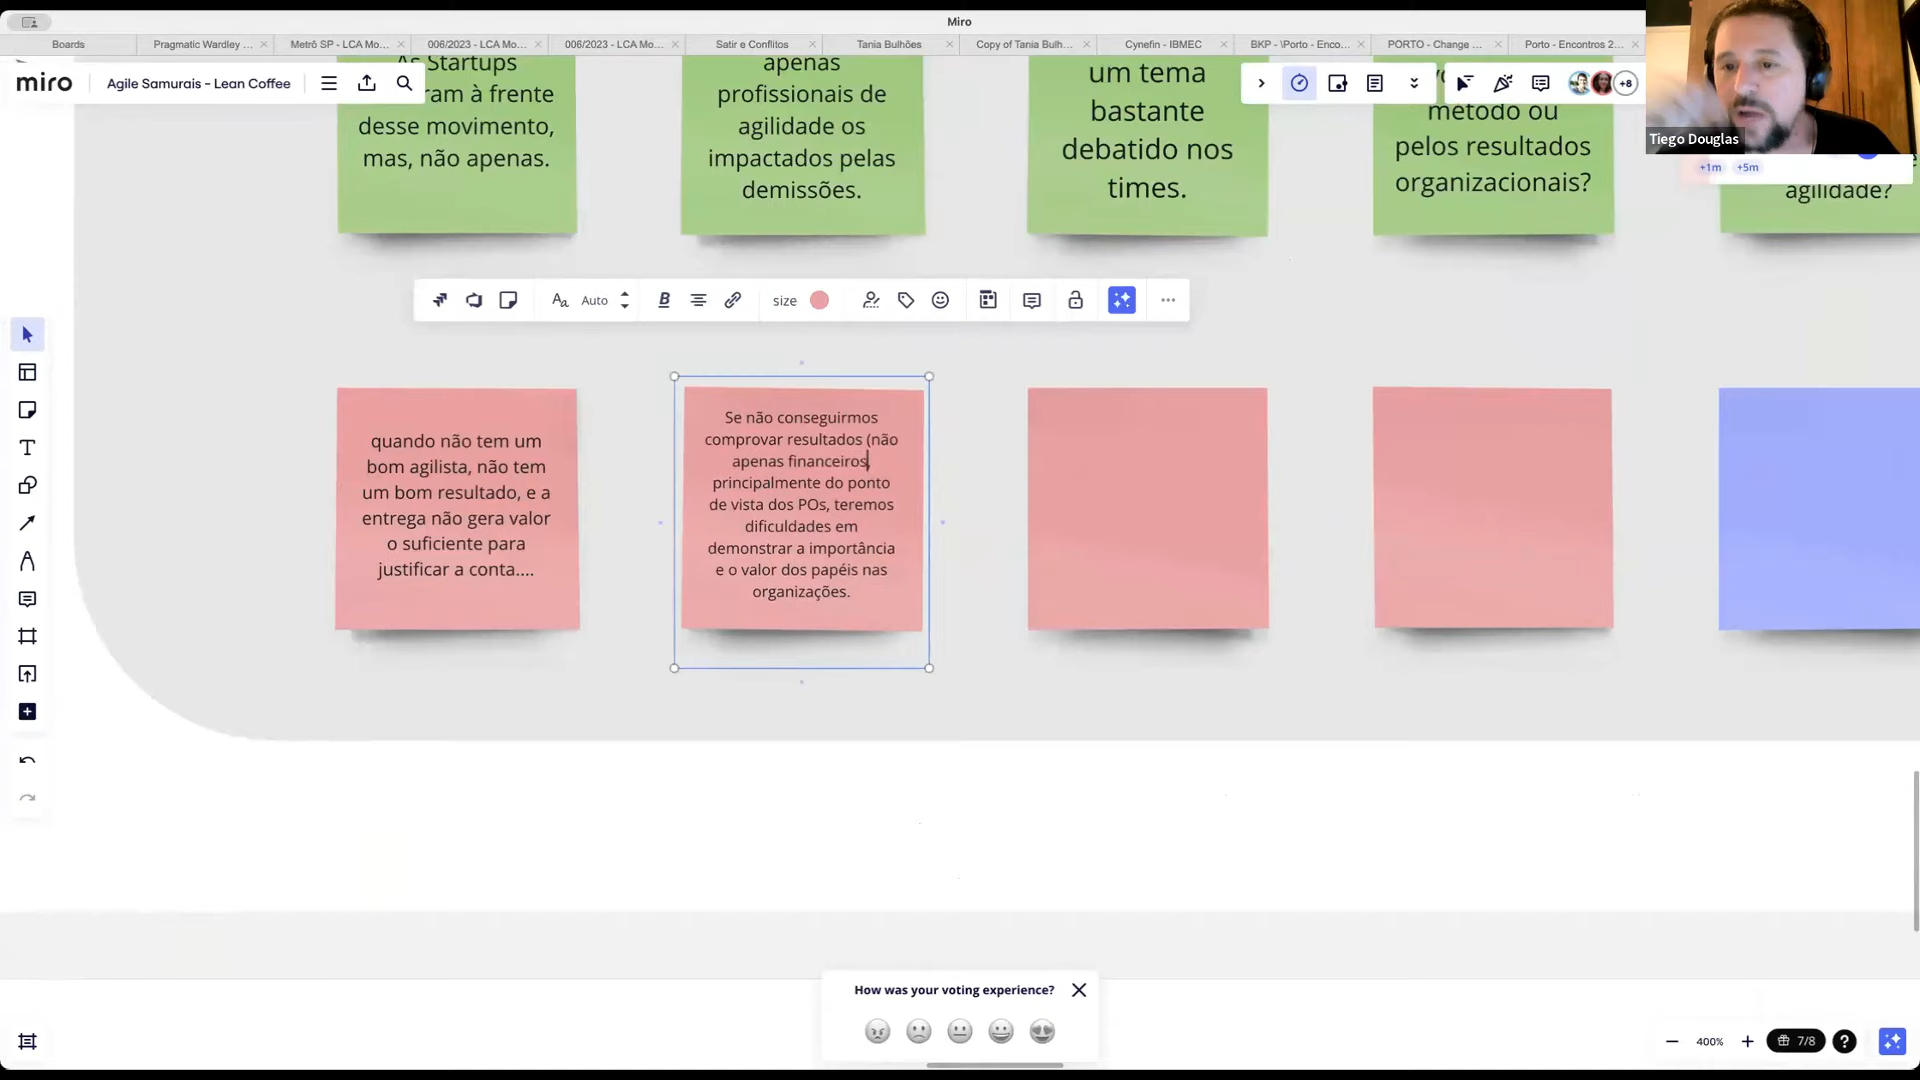 Miro
Boards
Pragmatic Wardley ...
Metrô SP - LCA Mo...
006/2023 - LCA Mo...
006/2023 - LCA Mo...
Satir e Conflitos
Tania Bulhões
Copy of Tania Bulh...
Cynefin - IBMEC
BKP - \Porto - Enco...
PORTO - Change ...
Porto - Encontros 2...
miro
Agile Samurais - Lean Coffee
+8
Tiego Douglas
+1m
+5m
As Startups
ram à frente
desse movimento,
mas, não apenas.
apenas
profissionais de
agilidade os
impactados pelas
demissões.
um tema
bastante
debatido nos
times.
método ou
pelos resultados
organizacionais?
agilidade?
Aa
Auto
B
size
quando não tem um
bom agilista, não tem
um bom resultado, e a
entrega não gera valor
o suficiente para
justificar a conta....
Se não conseguirmos
comprovar resultados (não
apenas financeiros,
principalmente do ponto
de vista dos POs, teremos
dificuldades em
demonstrar a importância
e o valor dos papéis nas
organizações.
How was your voting experience?
400%
7/8